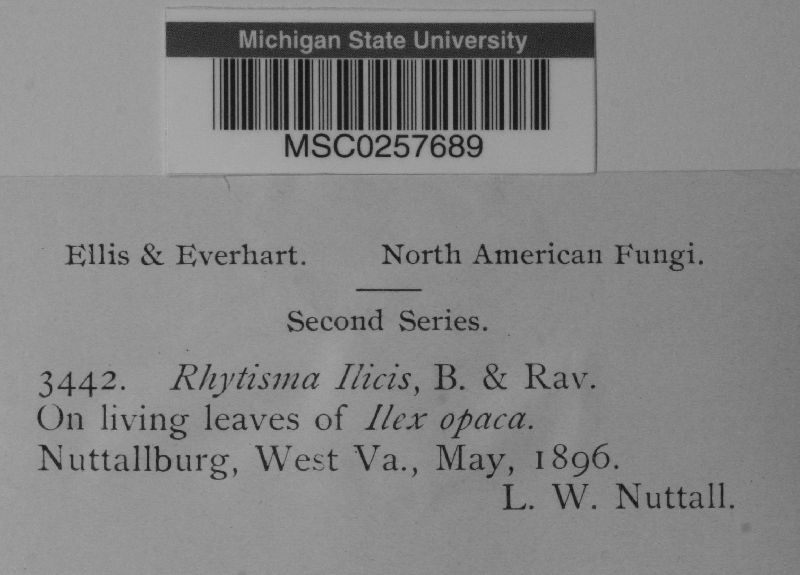 Michigan State University
MSC0257689
Ellis & Everhart. North American Fungi.
Second Series.
3442. Rhytisma Ilicis, B. & Rav.
On living leaves of Ilex opaca.
Nuttallburg, West Va., May, 1896.
L. W. Nuttall.